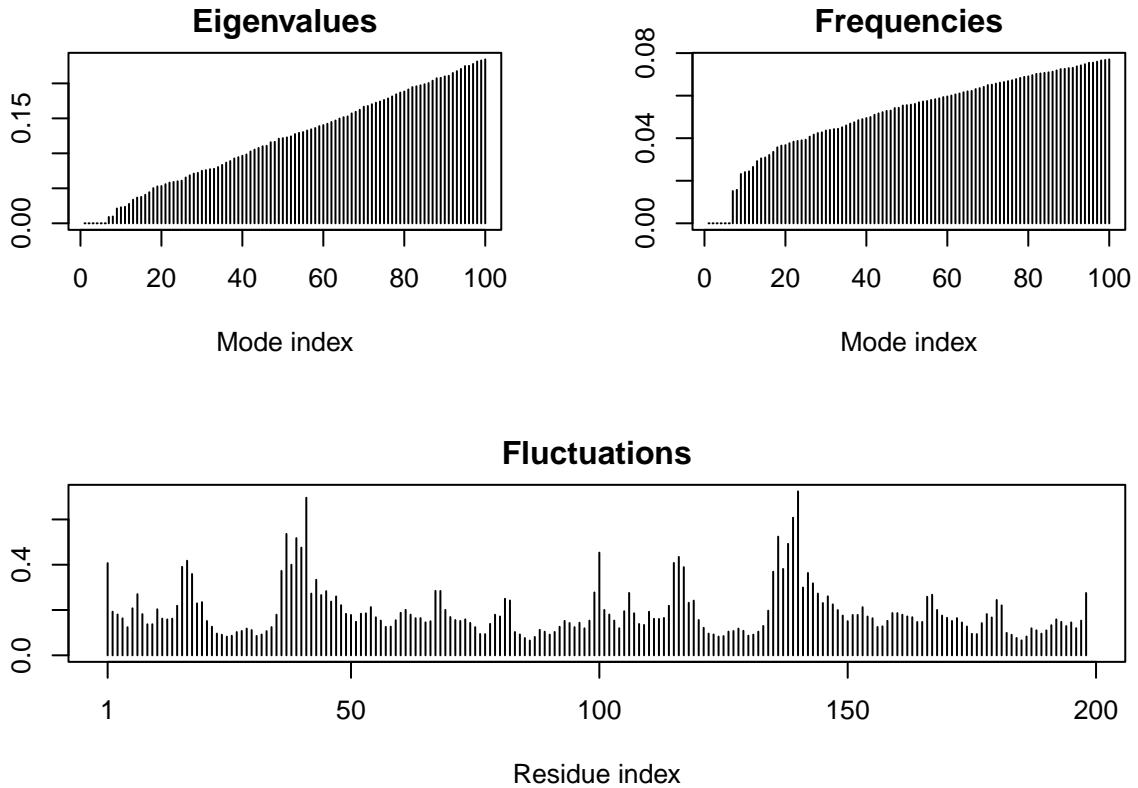 Eigenvalues
0.00 0.15
0 20 40 60 80 100
Mode index
Frequencies
0.00 0.04 0.08
0 20 40 60 80 100
Mode index
Fluctuations
0.0 0.4
1 50 100 150 200
Residue index